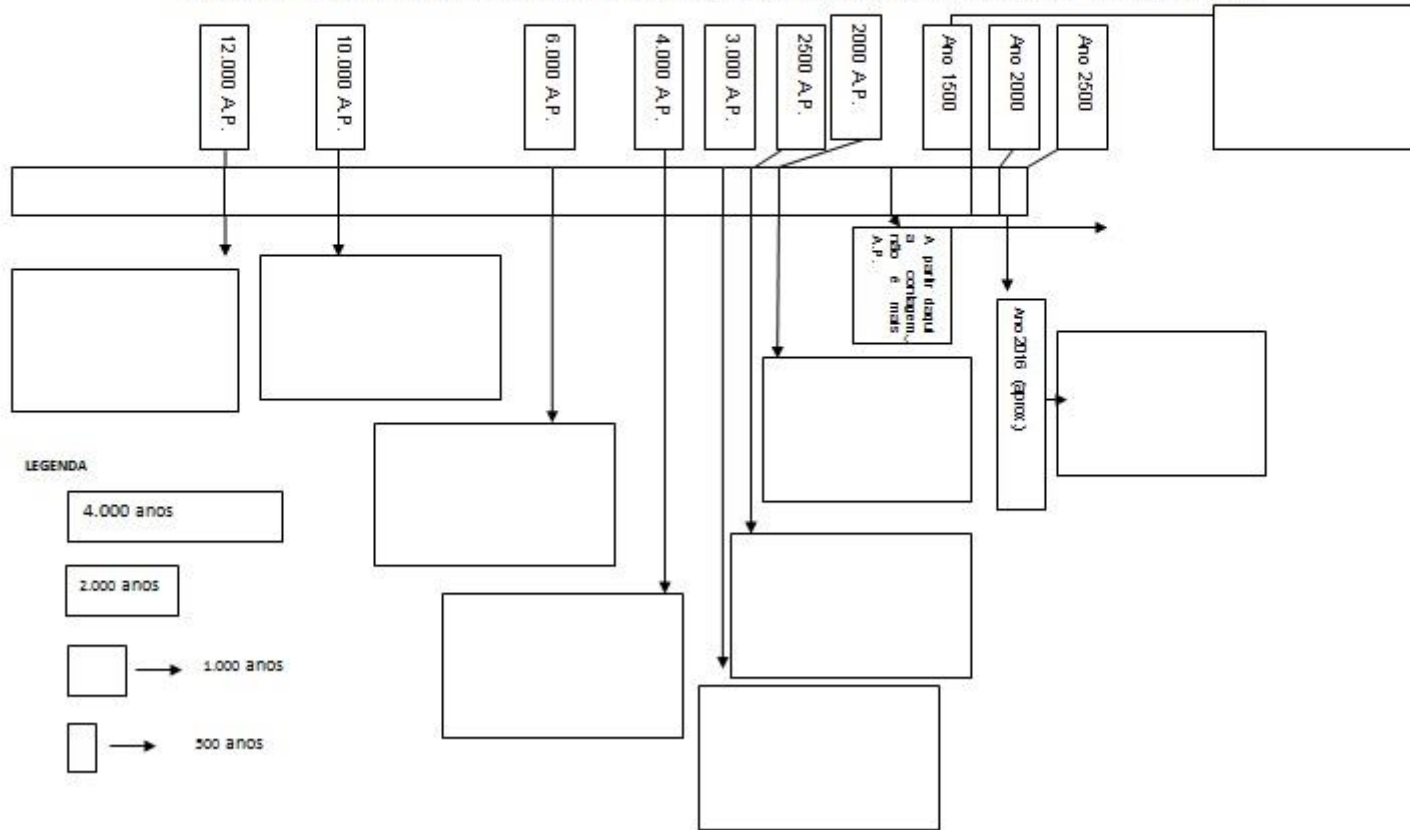 12.000 A.P.
10.000 A.P.
6.000 A.P.
4.000 A.P.
3.000 A.P.
2500 A.P.
2000 A.P.
Ano 1500
Ano 2000
Ano 2500
A partir daqui
a contagem
não é mais
A.P.
Ano 2016 (aprox.)
LEGENDA
4.000 anos
2.000 anos
1.000 anos
500 anos